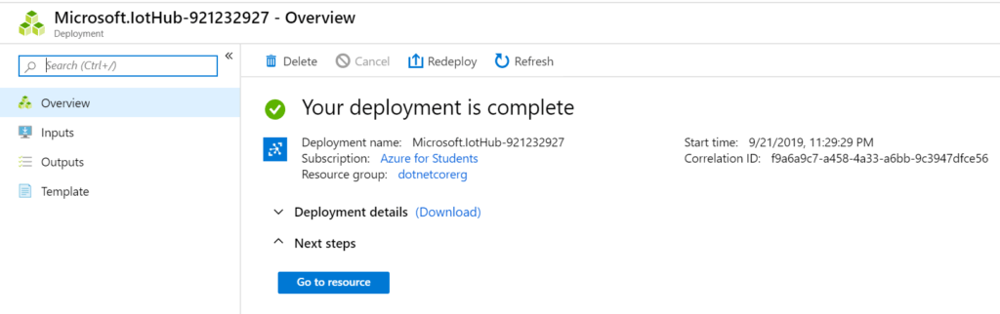 Microsoft.IotHub-921232927 - Overview
Deployment
Search (Ctrl+/)
«
Overview
Inputs
Outputs
Template
Delete Cancel Redeploy Refresh
Your deployment is complete
Deployment name: Microsoft.IotHub-921232927
Subscription: Azure for Students
Resource group: dotnetcorerg
Start time: 9/21/2019, 11:29:29 PM
Correlation ID: f9a6a9c7-a458-4a33-a6bb-9c3947dfce56
Deployment details (Download)
Next steps
Go to resource